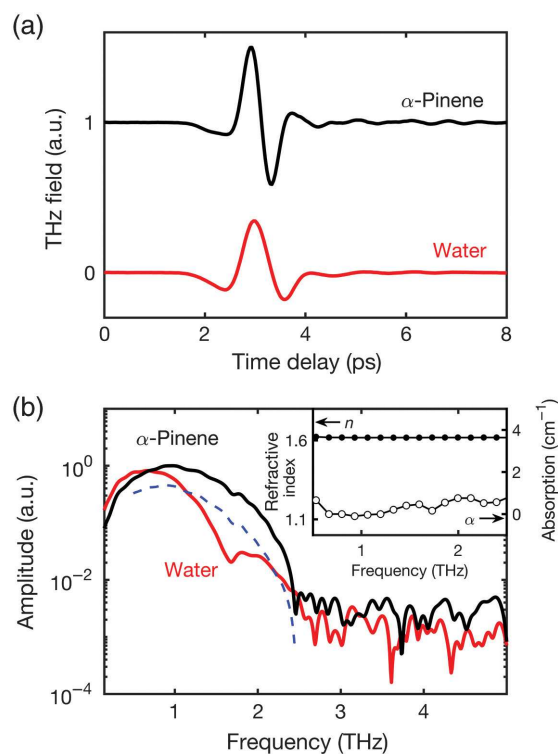 (a)
THz field (a.u.)
1
0
α-Pinene
Water
0
2
4
6
8
Time delay (ps)
(b)
Amplitude (a.u.)
10⁰
10⁻²
10⁻⁴
α-Pinene
Water
Refractive
index
1.6
1.1
n
α
4
2
0
Absorption (cm⁻¹)
1
2
Frequency (THz)
1
2
3
4
Frequency (THz)